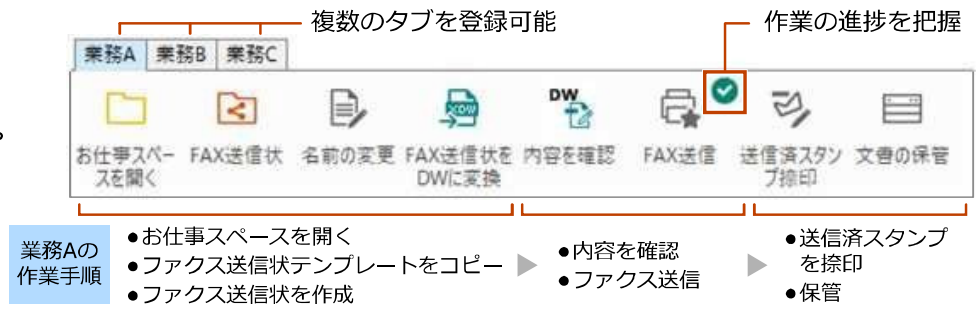 複数のタブを登録可能
作業の進捗を把握
業務A 業務B 業務C
XDW
DW
お仕事スペー
スを開く
FAX送信状
名前の変更
FAX送信状を
DWに変換
内容を確認
FAX送信
送信済スタン
プ捺印
文書の保管
業務Aの
作業手順
●お仕事スペースを開く
●ファクス送信状テンプレートをコピー
●ファクス送信状を作成
●内容を確認
●ファクス送信
●送信済スタンプ
を捺印
●保管